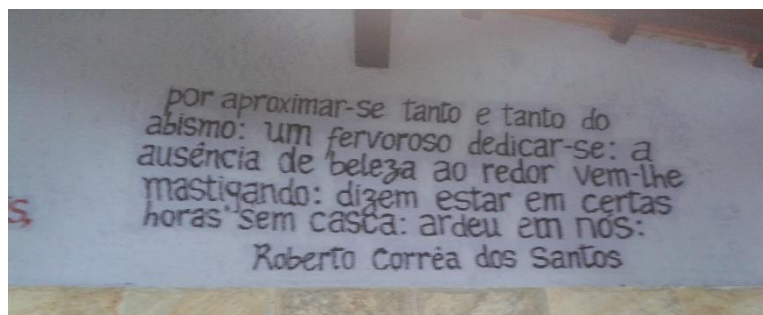 por aproximar-se tanto e tanto do
abismo: um fervoroso dedicar-se: a
ausência de beleza ao redor vem-lhe
mastigando: dizem estar em certas
horas sem casca: ardeu em nós:
Roberto Corrêa dos Santos